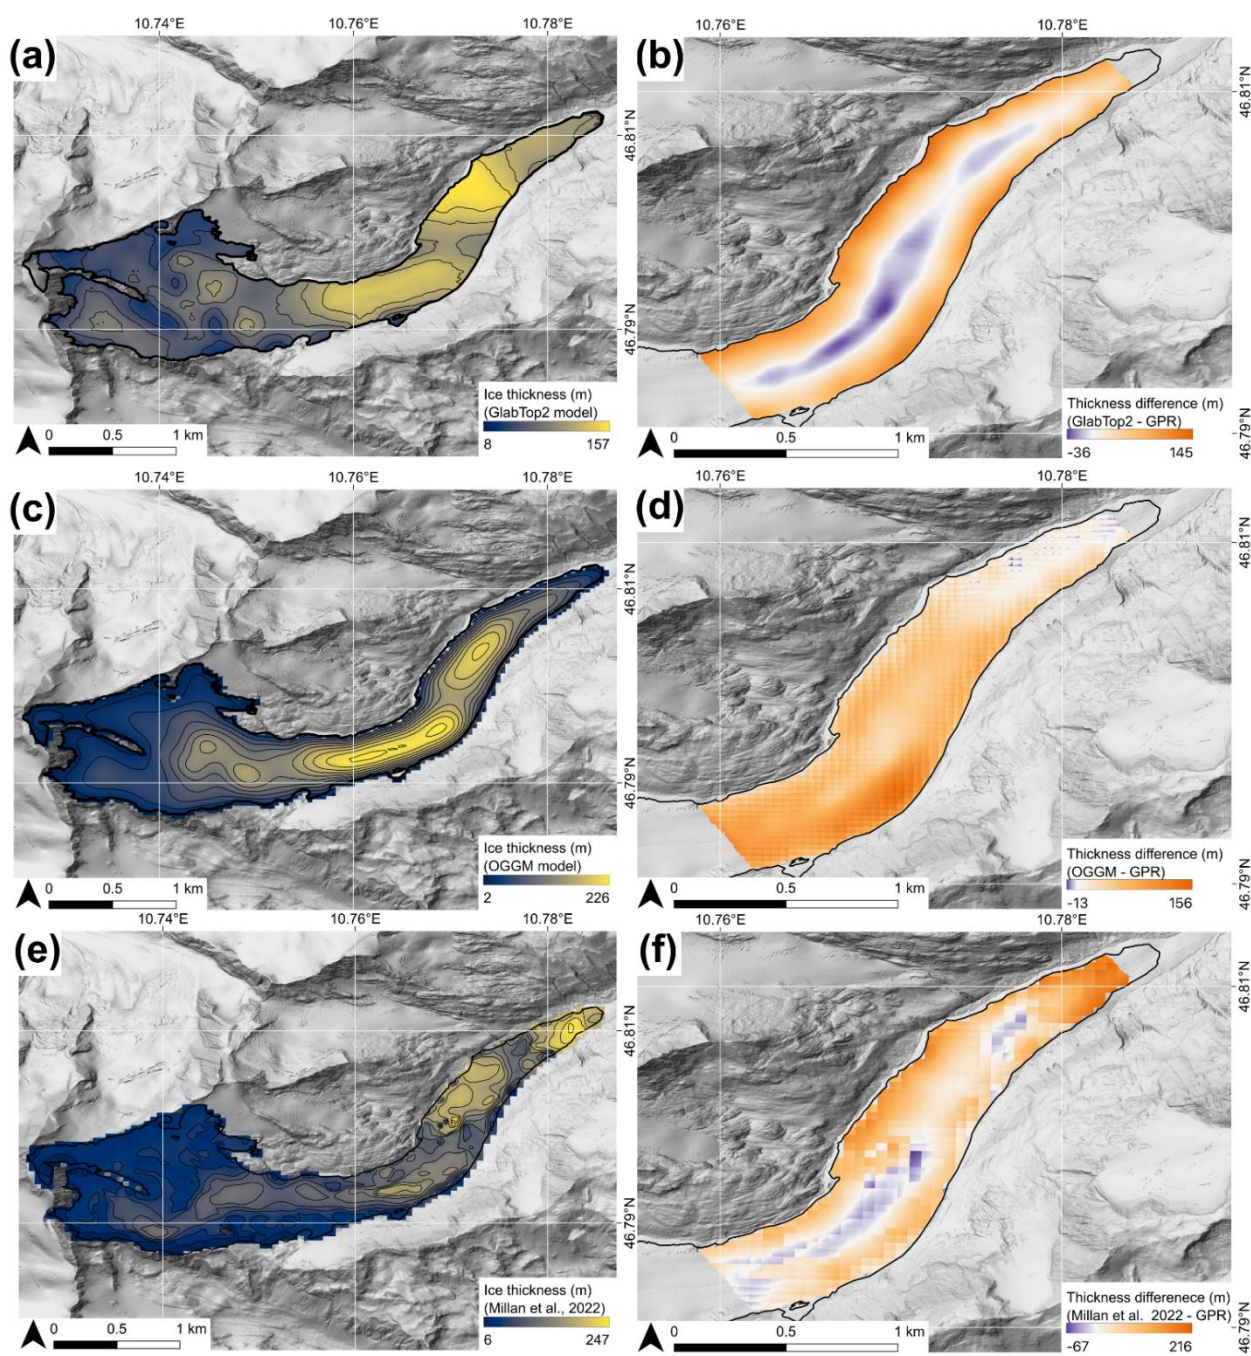 10.74°E 10.76°E 10.78°E
(a)
46.81°N
46.79°N
Ice thickness (m)
(GlabTop2 model)
8 157
0 0.5 1 km
10.76°E 10.78°E
(b)
46.81°N
46.79°N
Thickness difference (m)
(GlabTop2 - GPR)
-36 145
0 0.5 1 km
10.74°E 10.76°E 10.78°E
(c)
46.81°N
46.79°N
Ice thickness (m)
(OGGM model)
2 226
0 0.5 1 km
10.76°E 10.78°E
(d)
46.81°N
46.79°N
Thickness difference (m)
(OGGM - GPR)
-13 156
0 0.5 1 km
10.74°E 10.76°E 10.78°E
(e)
46.81°N
46.79°N
Ice thickness (m)
(Millan et al., 2022)
6 247
0 0.5 1 km
10.76°E 10.78°E
(f)
46.81°N
46.79°N
Thickness differenece (m)
(Millan et al. 2022 - GPR)
-67 216
0 0.5 1 km